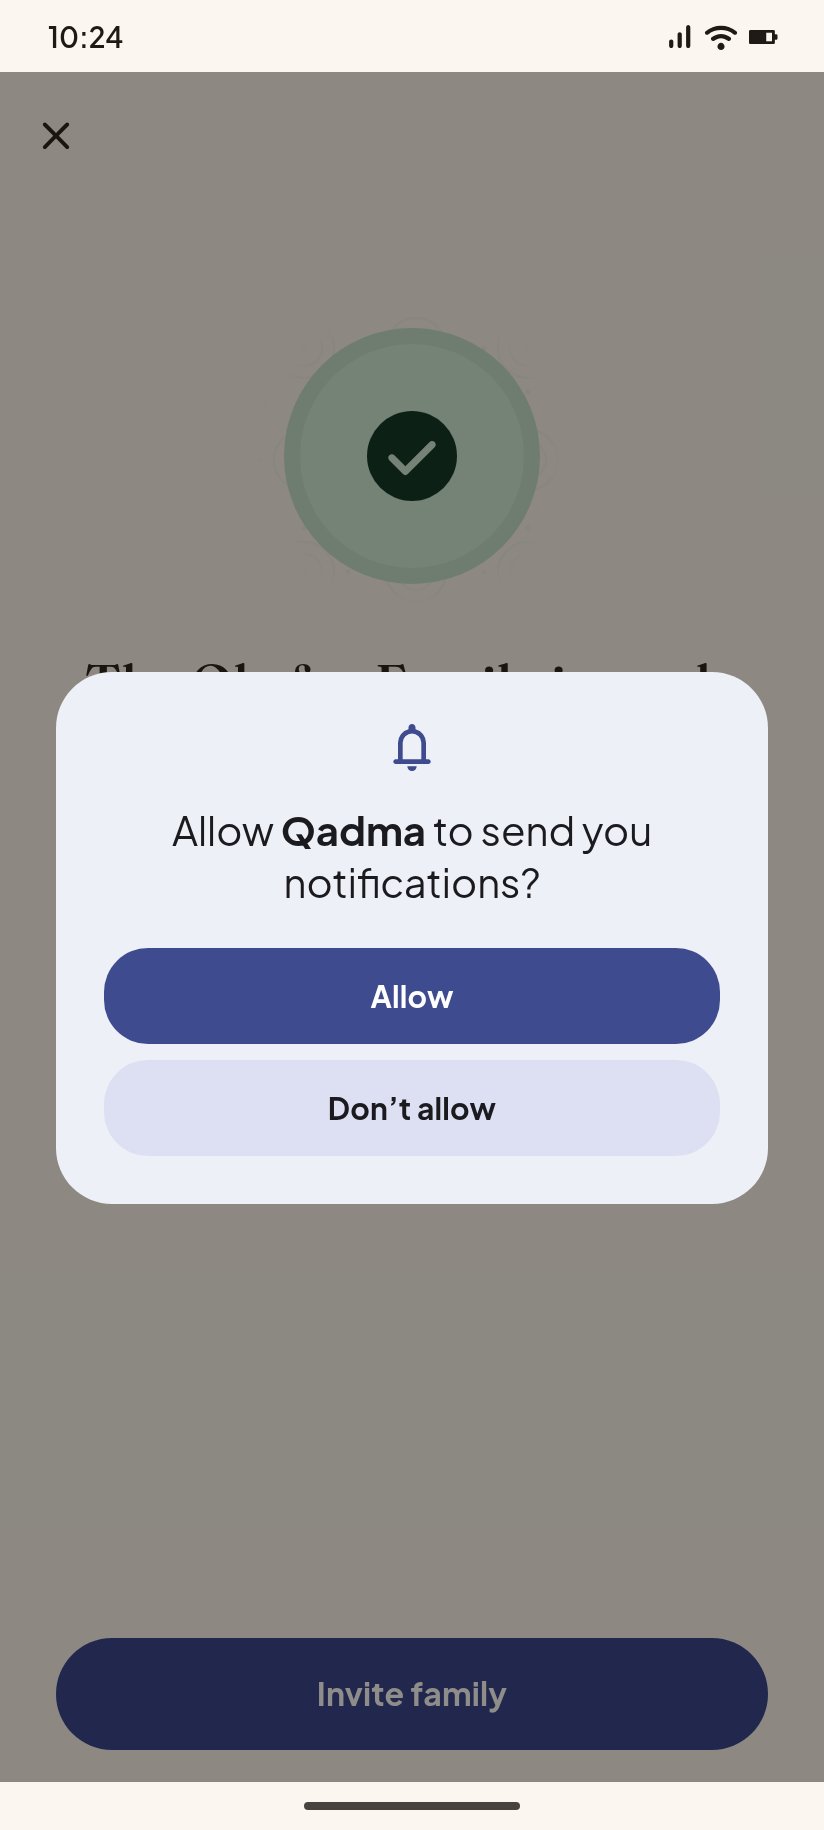 10:24
Allow Qadma to send you
notifications?
Allow
Don’t allow
Invite family